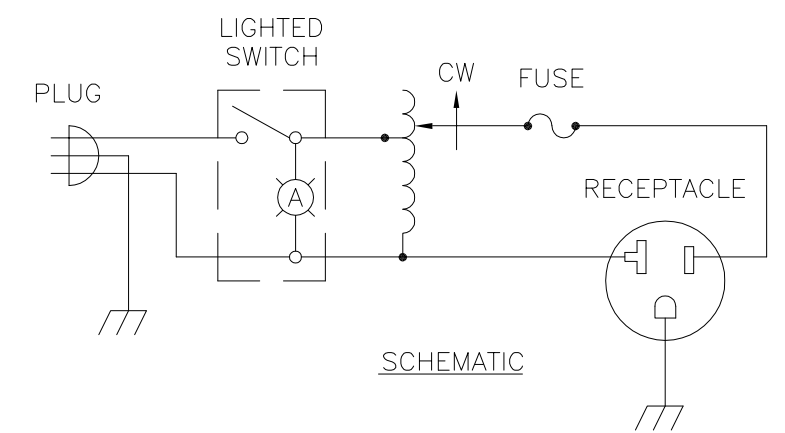 LIGHTED
SWITCH
CW
FUSE
PLUG
RECEPTACLE
A
SCHEMATIC